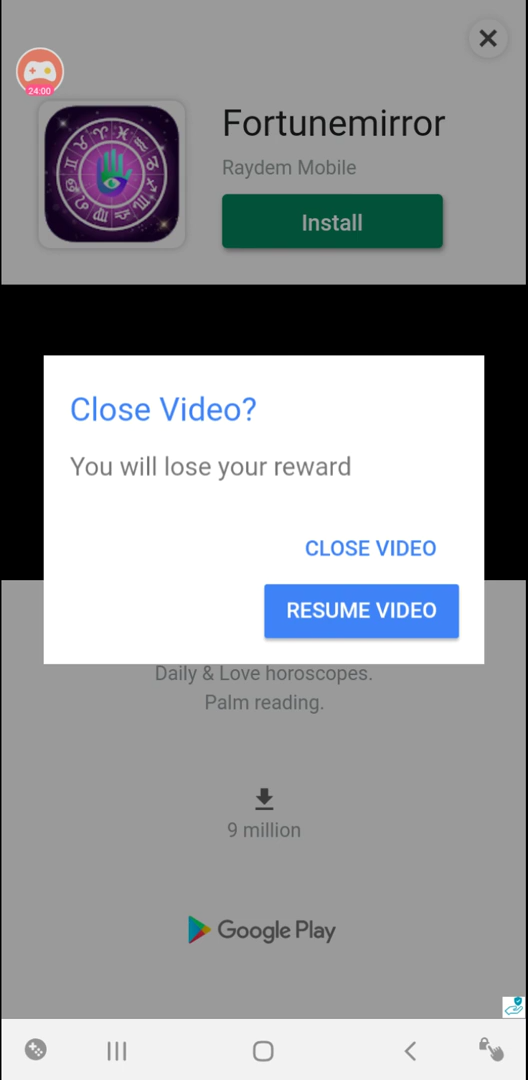 24:00
Fortunemirror
Raydem Mobile
Install
Close Video?
You will lose your reward
CLOSE VIDEO
RESUME VIDEO
Daily & Love horoscopes.
Palm reading.
9 million
Google Play